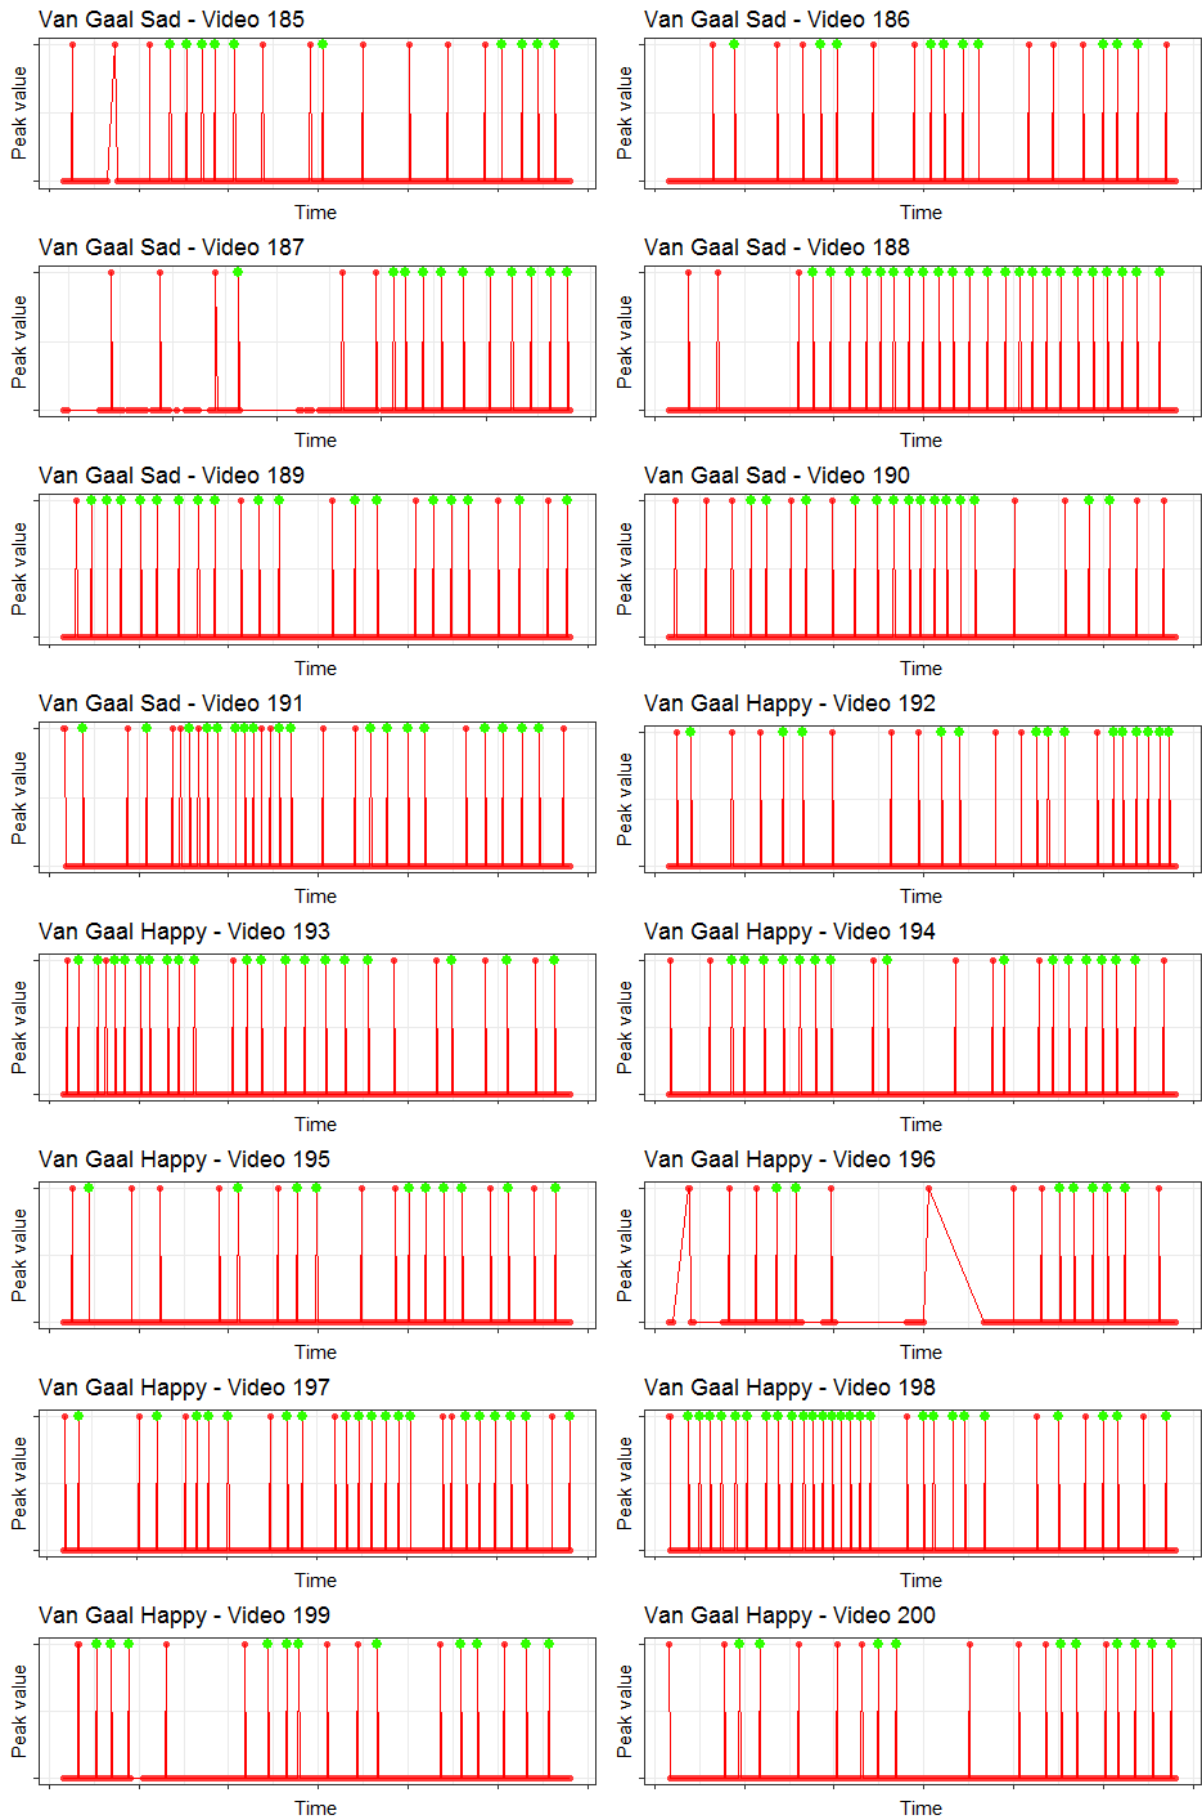 Van Gaal Sad - Video 185
Peak value
Time
Van Gaal Sad - Video 186
Peak value
Time
Van Gaal Sad - Video 187
Peak value
Time
Van Gaal Sad - Video 188
Peak value
Time
Van Gaal Sad - Video 189
Peak value
Time
Van Gaal Sad - Video 190
Peak value
Time
Van Gaal Sad - Video 191
Peak value
Time
Van Gaal Happy - Video 192
Peak value
Time
Van Gaal Happy - Video 193
Peak value
Time
Van Gaal Happy - Video 194
Peak value
Time
Van Gaal Happy - Video 195
Peak value
Time
Van Gaal Happy - Video 196
Peak value
Time
Van Gaal Happy - Video 197
Peak value
Time
Van Gaal Happy - Video 198
Peak value
Time
Van Gaal Happy - Video 199
Peak value
Time
Van Gaal Happy - Video 200
Peak value
Time